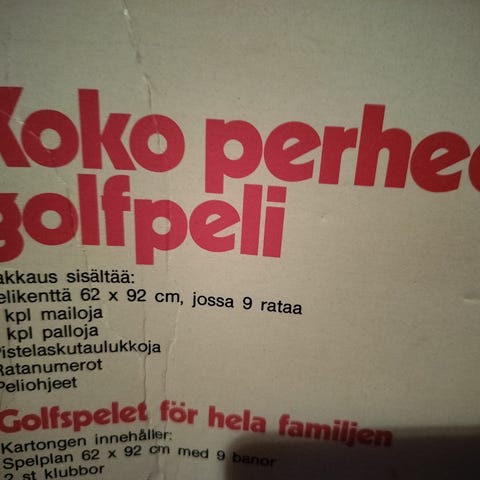 Koko perhee
golfpeli
akkaus sisältää:
elikenttä 62 x 92 cm, jossa 9 rataa
kpl mailoja
kpl palloja
Pistelaskutaulukkoja
Ratanumerot
Peliohjeet
Golfspelet för hela familjen
Kartongen innehåller:
Spelplan 62 x 92 cm med 9 banor
2 st klubbor